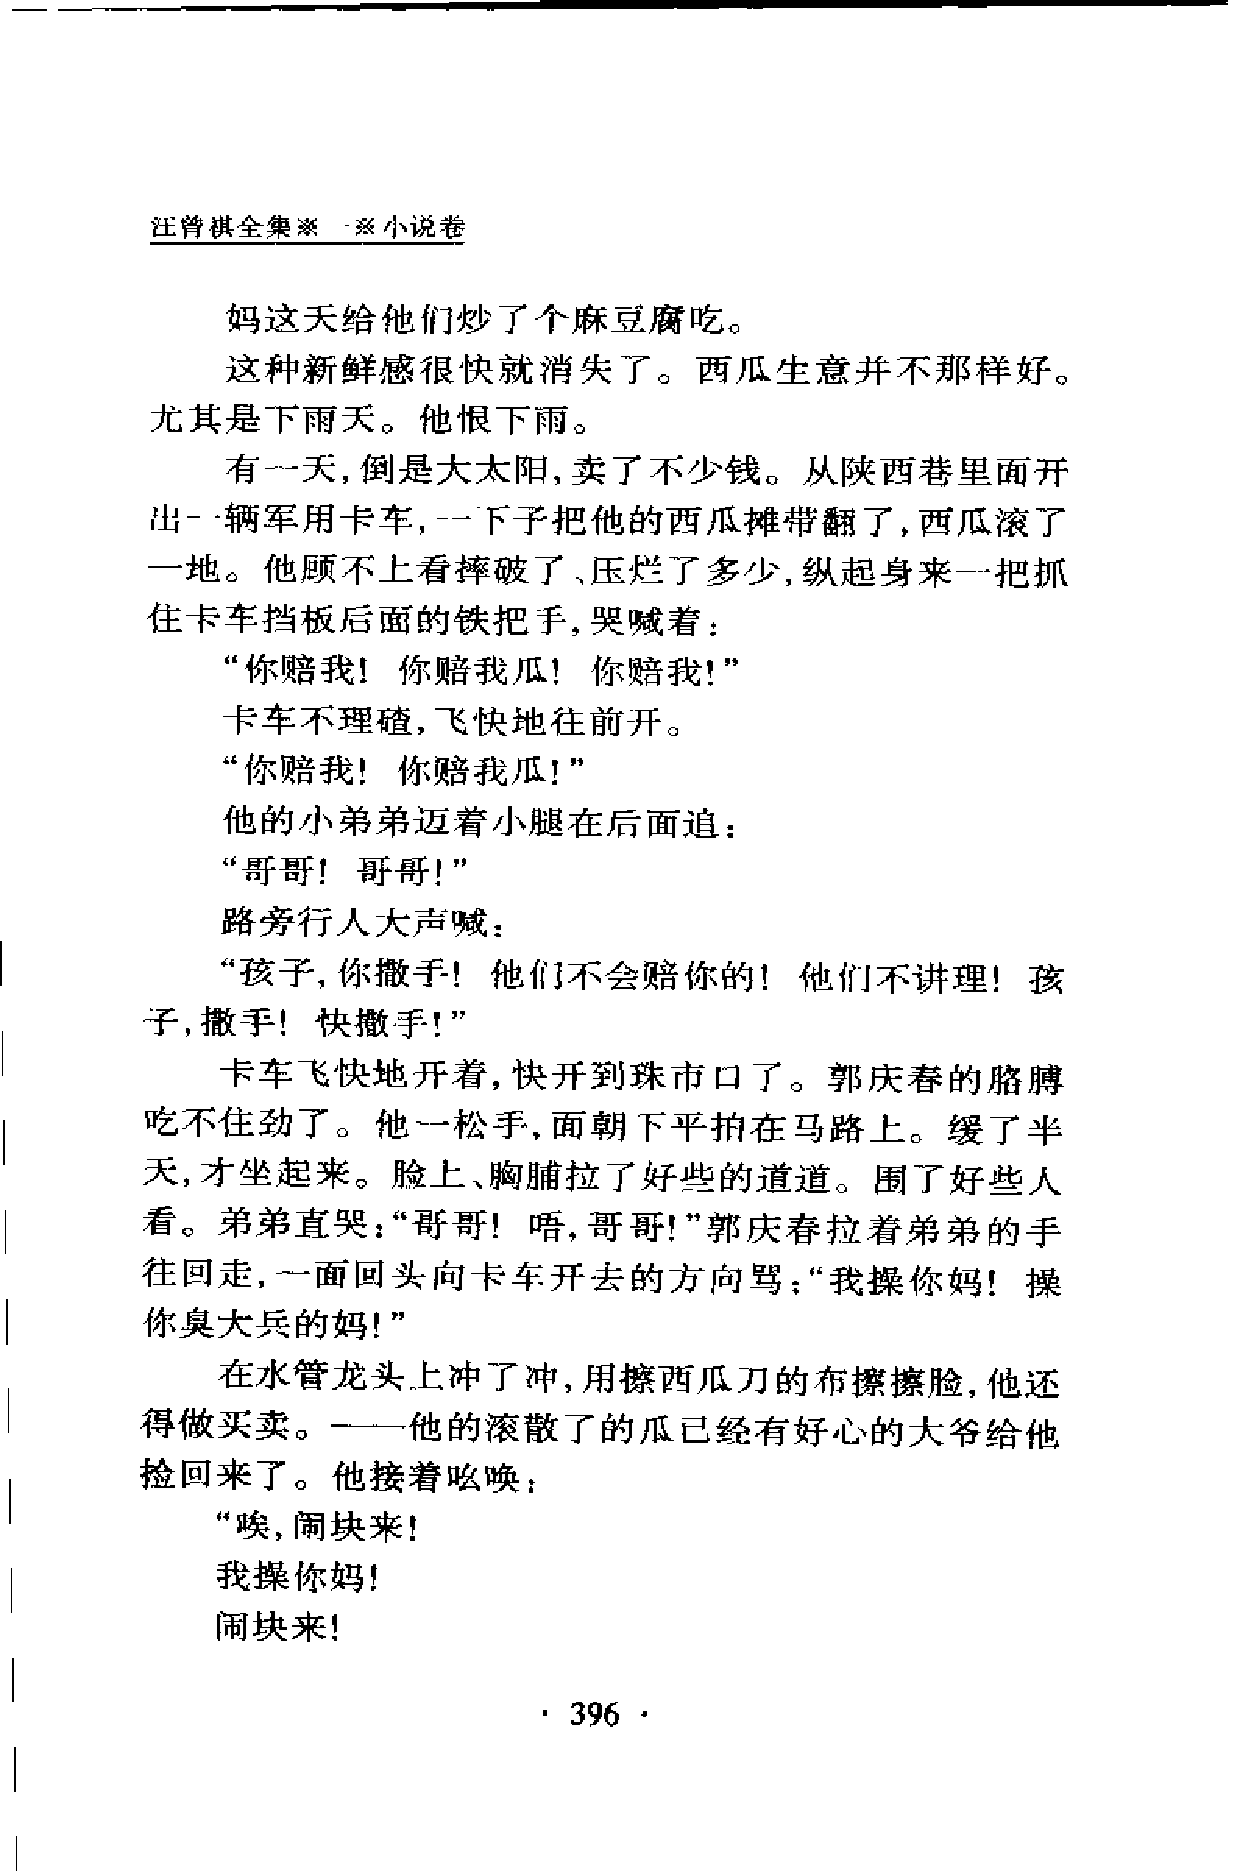 汪曾祺全集※一※小说卷
妈这天给他们炒了个麻豆腐吃。
这种新鲜感很快就消失了。西瓜生意并不那样好。
尤其是下雨天。他恨下雨。
有一天,倒是大太阳,卖了不少钱。从陕西巷里面开
出一辆军用卡车,一下子把他的西瓜摊带翻了,西瓜滚了
一地。他顾不上看摔破了、压烂了多少,纵起身来一把抓
住卡车挡板后面的铁把手,哭喊着:
“你赔我! 你赔我瓜! 你赔我!”
卡车不理碴,飞快地往前开。
“你赔我! 你赔我瓜!”
他的小弟弟迈着小腿在后面追:
“哥哥! 哥哥!”
路旁行人大声喊:
“孩子,你撒手! 他们不会赔你的! 他们不讲理! 孩
子,撒手! 快撒手!”
卡车飞快地开着,快开到珠市口了。郭庆春的胳膊
吃不住劲了。他一松手,面朝下平拍在马路上。缓了半
天,才坐起来。脸上、胸脯拉了好些的道道。围了好些人
看。弟弟直哭:“哥哥! 唔,哥哥!”郭庆春拉着弟弟的手
往回走,一面回头向卡车开去的方向骂:“我操你妈! 操
你臭大兵的妈!”
在水管龙头上冲了冲,用擦西瓜刀的布擦擦脸,他还
得做买卖。——他的滚散了的瓜已经有好心的大爷给他
捡回来了。他接着吆唤:
“唉,闹块来!
我操你妈!
闹块来!
· 396 ·